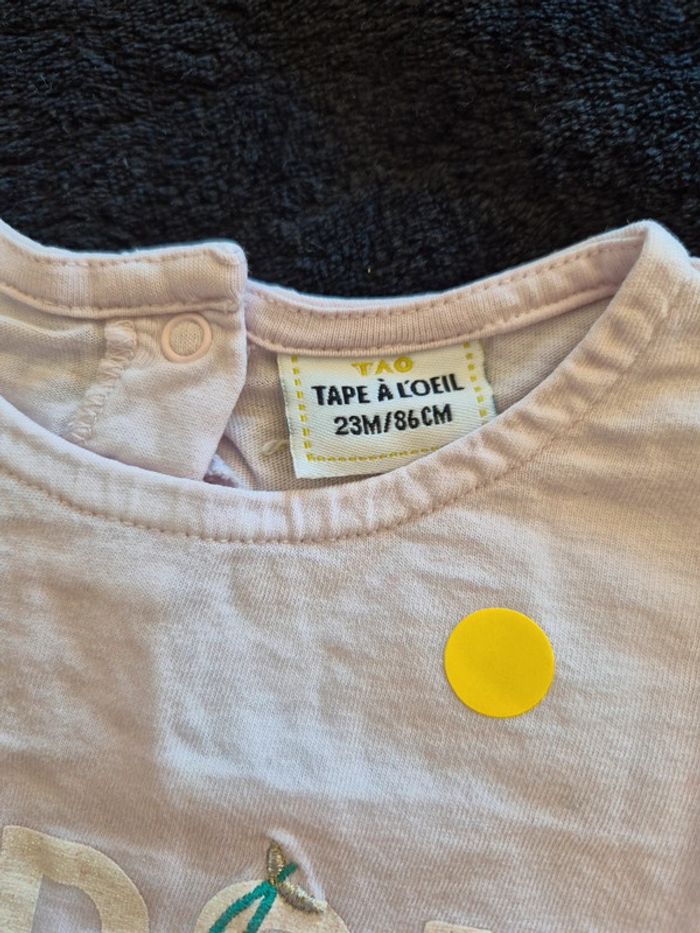 TAO
TAPE À L'OEIL
23M/86CM